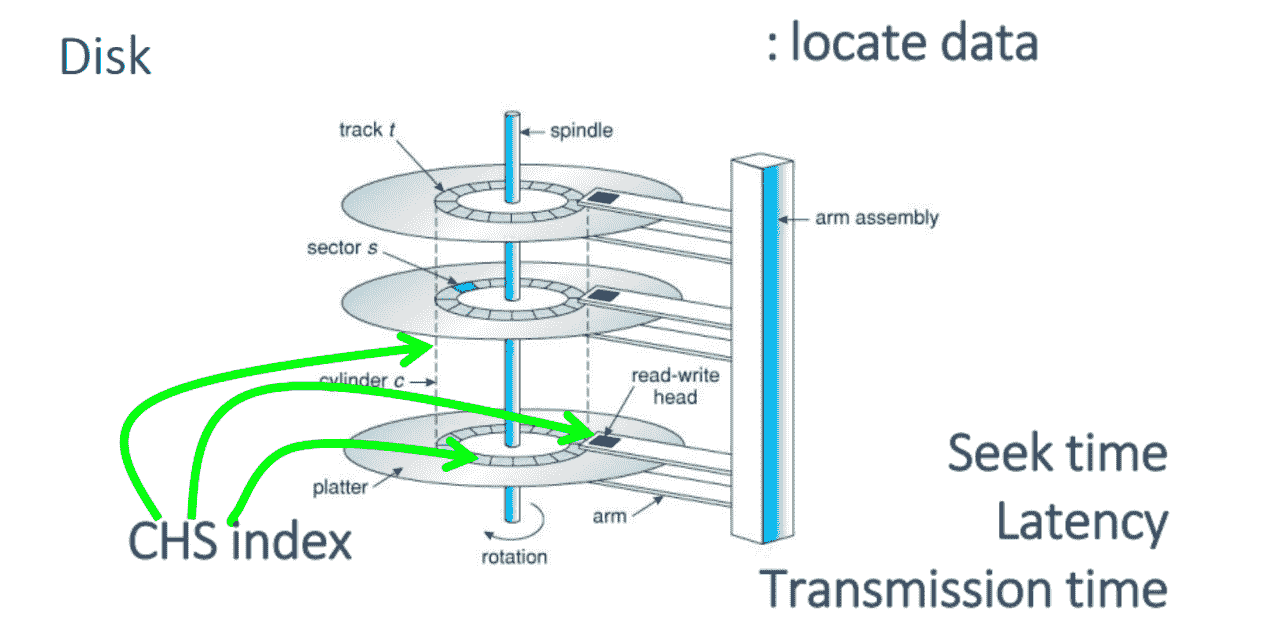 Disk
: locate data
track t
spindle
arm assembly
sector s
cylinder c
read-write
head
platter
arm
rotation
CHS index
Seek time
Latency
Transmission time